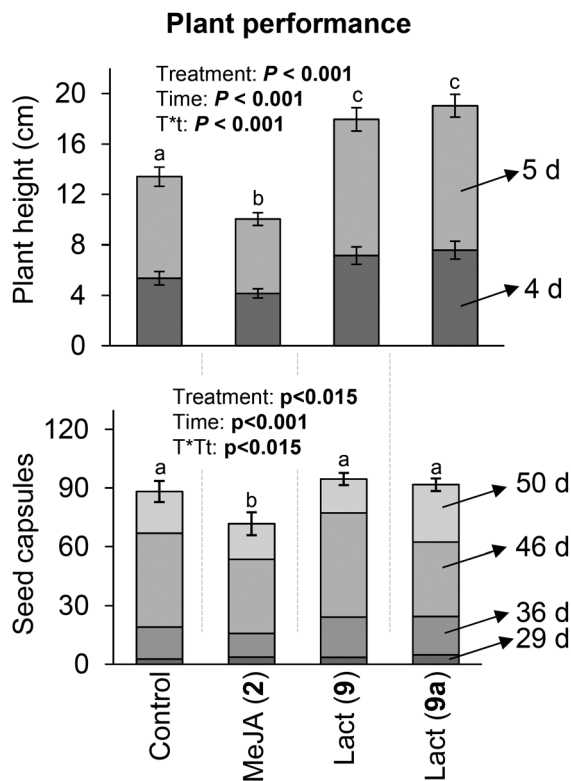 Plant performance
Treatment: P < 0.001
Time: P < 0.001
T*t: P < 0.001
Plant height (cm)
20
16
12
8
4
0
a
b
c
c
5 d
4 d
Treatment: p<0.015
Time: p<0.001
T*Tt: p<0.015
Seed capsules
120
90
60
30
0
a
b
a
a
50 d
46 d
36 d
29 d
Control
MeJA (2)
Lact (9)
Lact (9a)